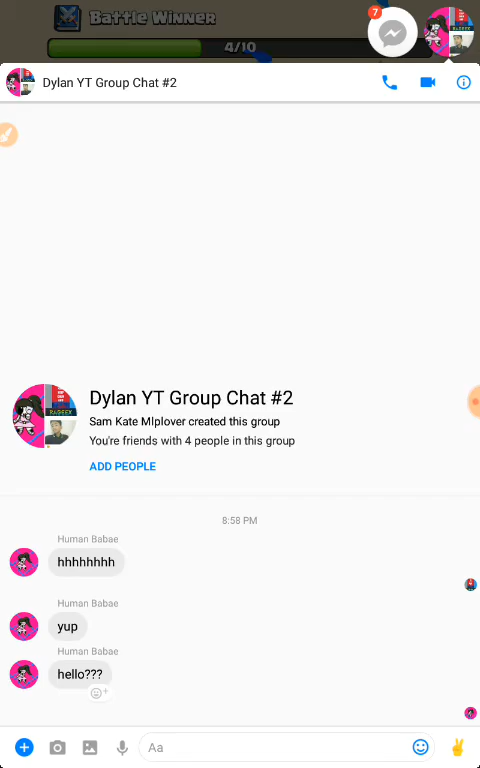 Battle Winner
4/10
7
Dylan YT Group Chat #2
Dylan YT Group Chat #2
Sam Kate Mlplover created this group
You're friends with 4 people in this group
ADD PEOPLE
8:58 PM
Human Babae
hhhhhhhh
Human Babae
yup
Human Babae
hello???
Aa